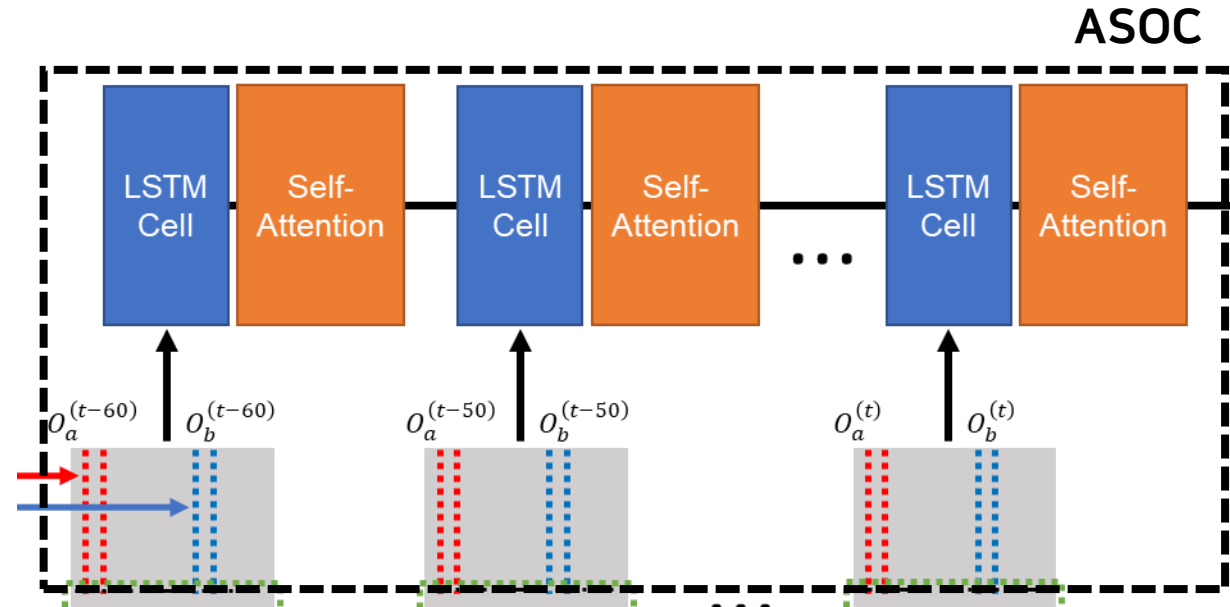 ASOC
LSTM
Cell
Self-
Attention
LSTM
Cell
Self-
Attention
...
LSTM
Cell
Self-
Attention
O_a^{(t-60)} O_b^{(t-60)}
O_a^{(t-50)} O_b^{(t-50)}
O_a^{(t)} O_b^{(t)}
...